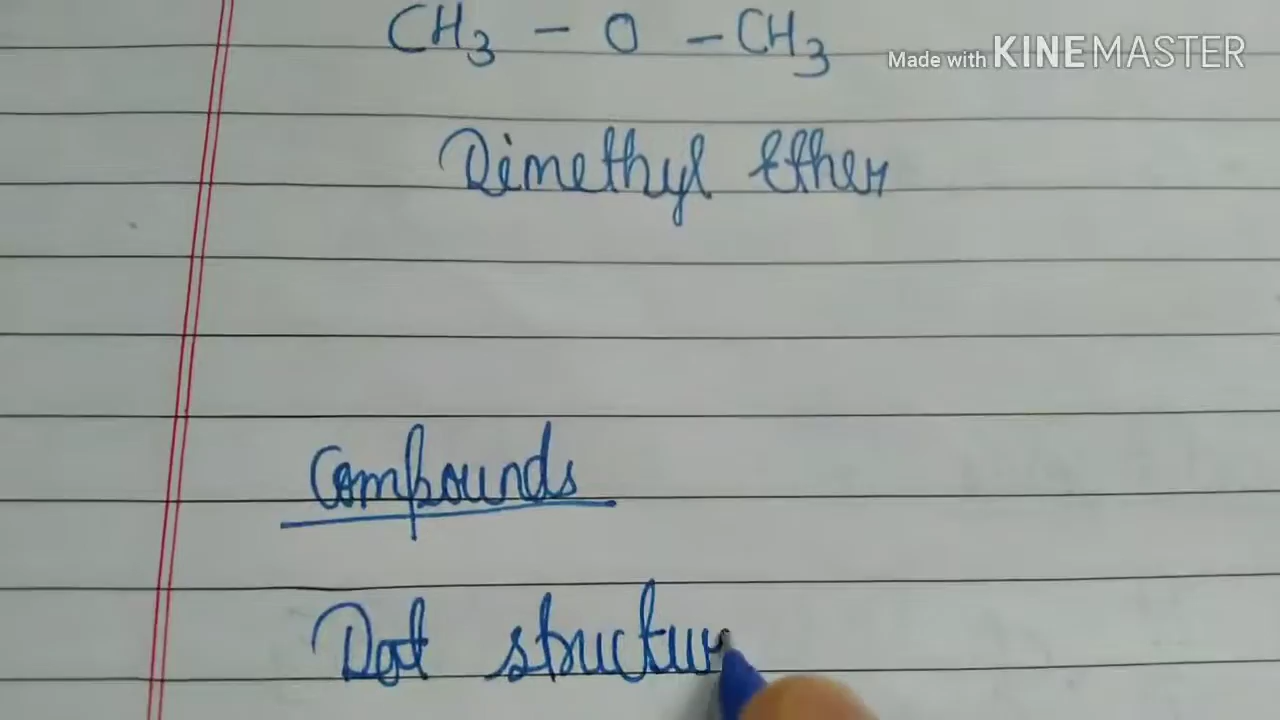 CH3 - O - CH3
Made with KINEMASTER
Dimethyl Ether
Compounds
Dot structur